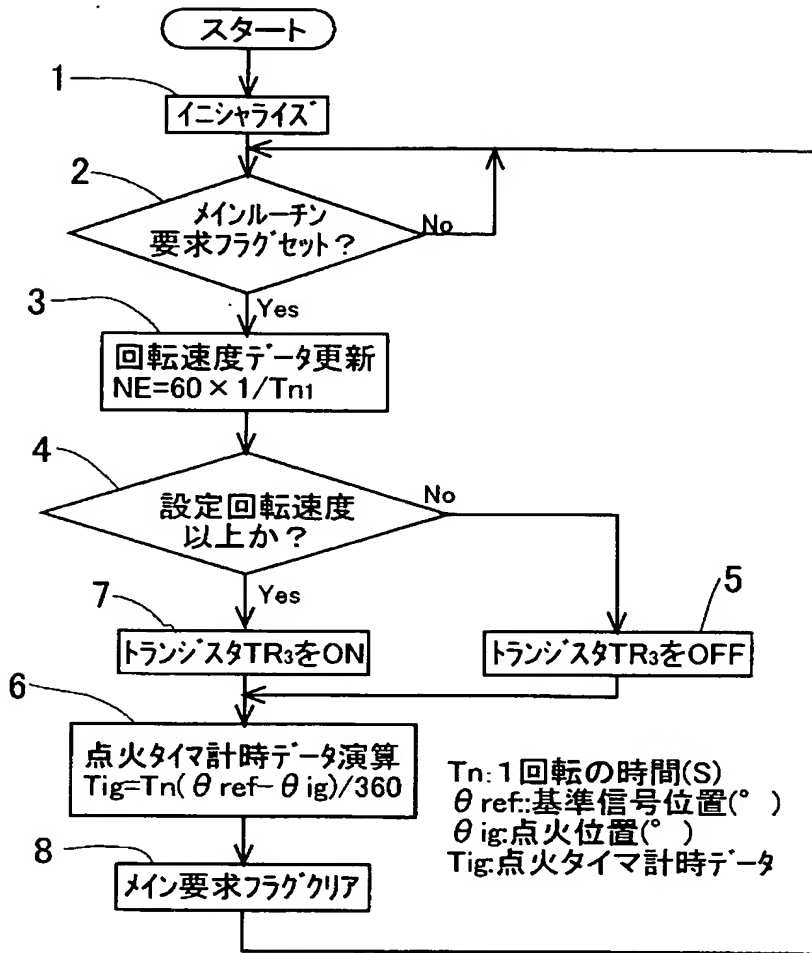 スタート
1
イニシャライズ
2
メインルーチン
要求フラグセット?
No
Yes
3
回転速度データ更新
NE=60×1/Tn1
4
設定回転速度
以上か?
No
Yes
7
トランジスタTR3をON
5
トランジスタTR3をOFF
6
点火タイマ計時データ演算
Tig=Tn(θref-θig)/360
8
メイン要求フラグクリア
Tn:1回転の時間(S)
θref::基準信号位置(°)
θig:点火位置(°)
Tig:点火タイマ計時データ